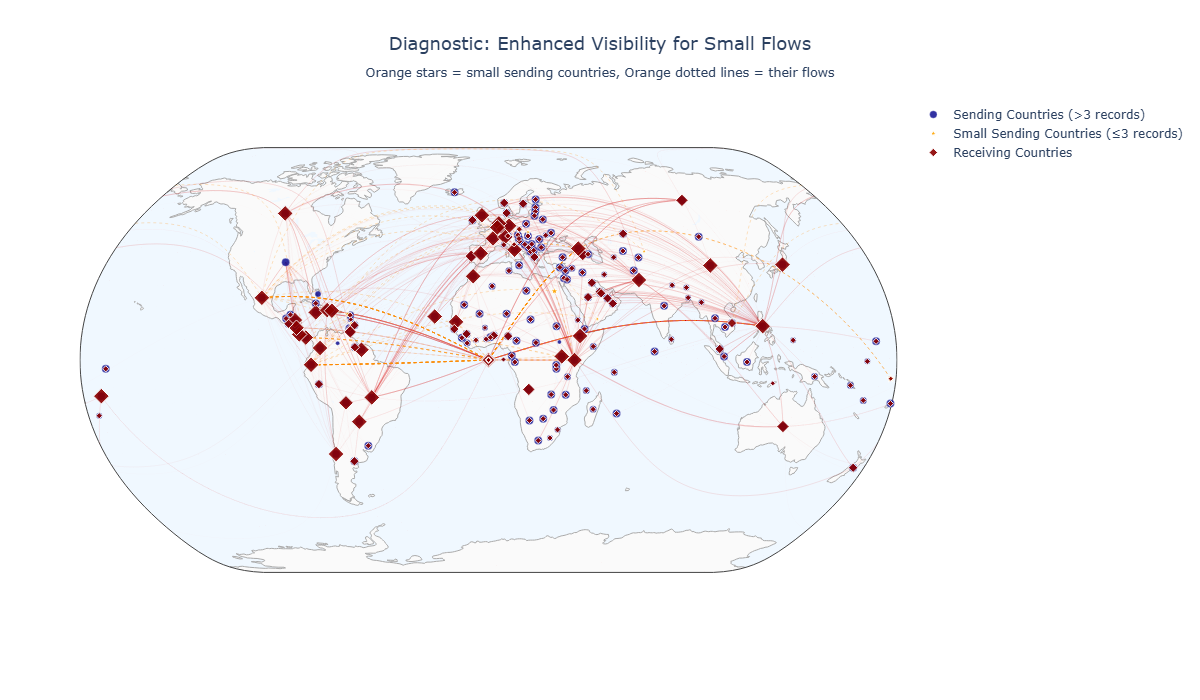 Diagnostic: Enhanced Visibility for Small Flows
Orange stars = small sending countries, Orange dotted lines = their flows
Sending Countries (>3 records)
Small Sending Countries (≤3 records)
Receiving Countries